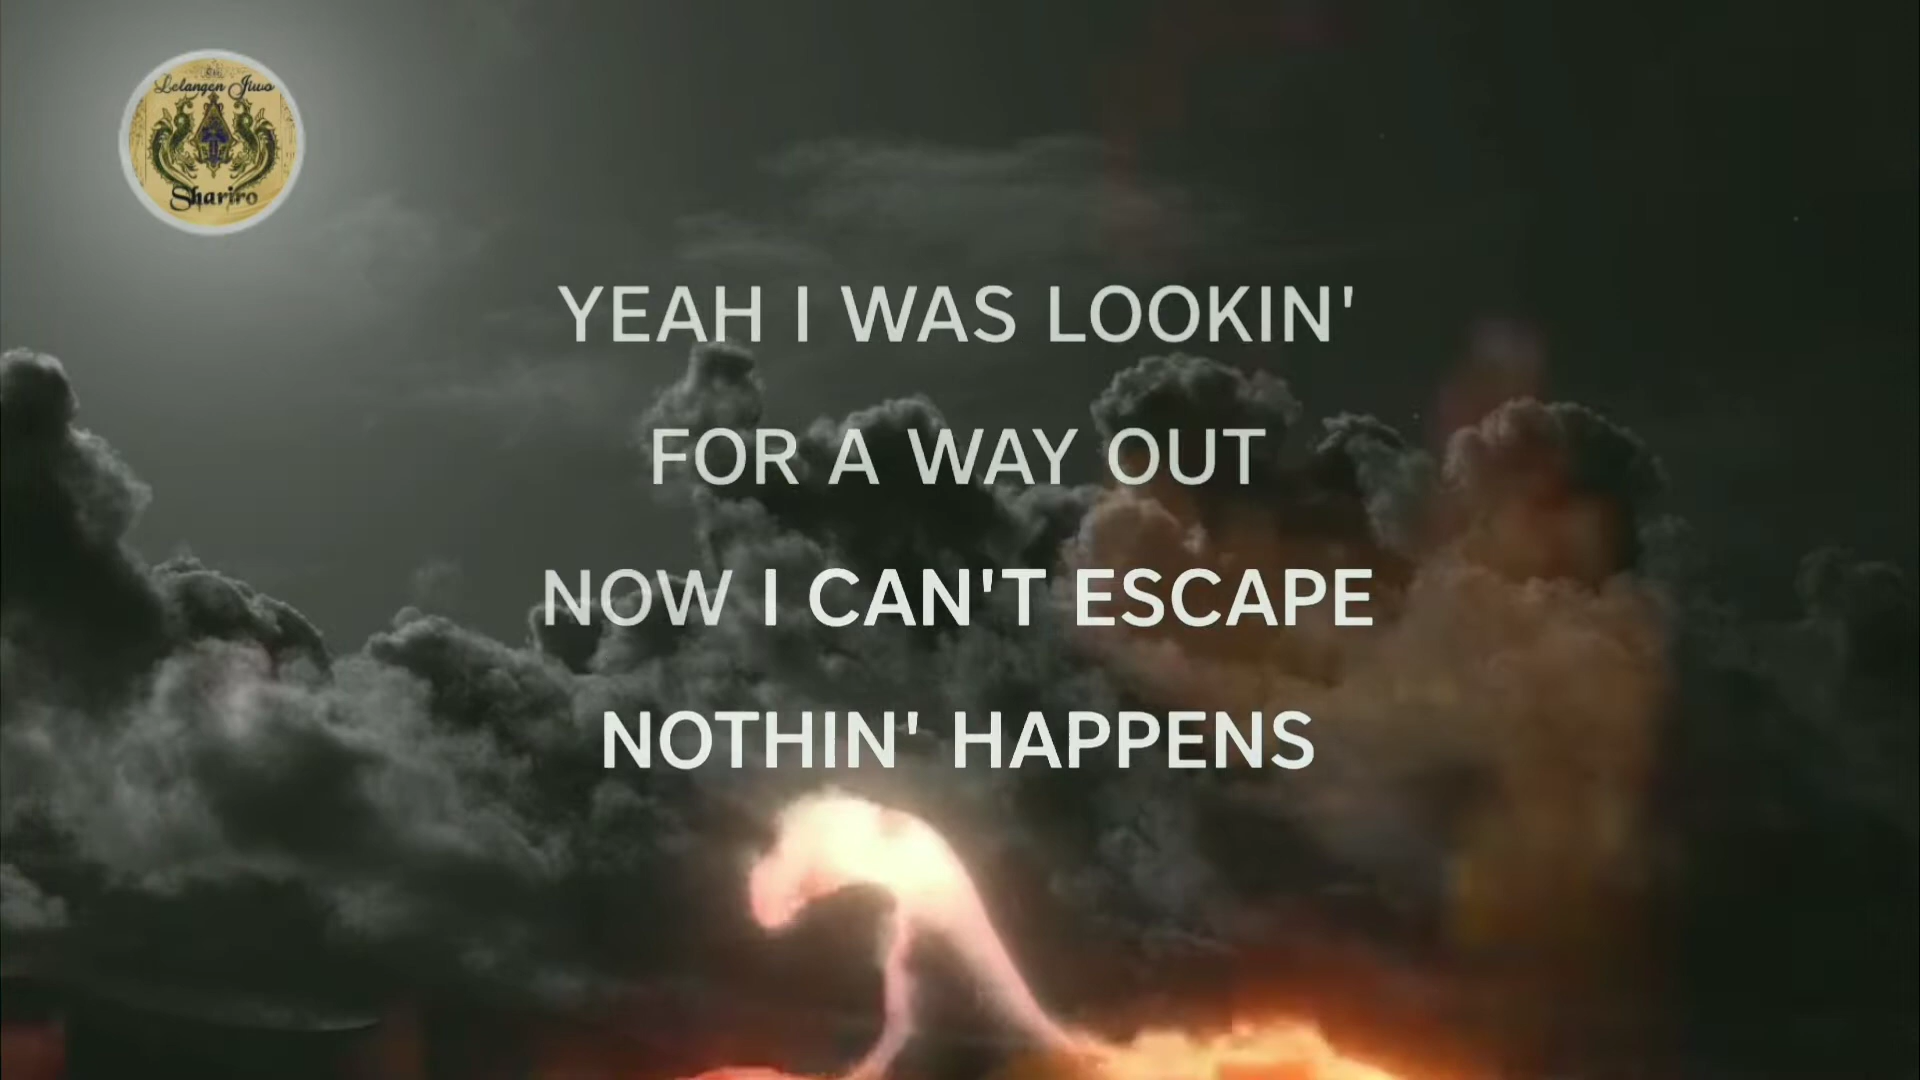 Lelangen Jiwo
Shariro
YEAH I WAS LOOKIN'
FOR A WAY OUT
NOW I CAN'T ESCAPE
NOTHIN' HAPPENS